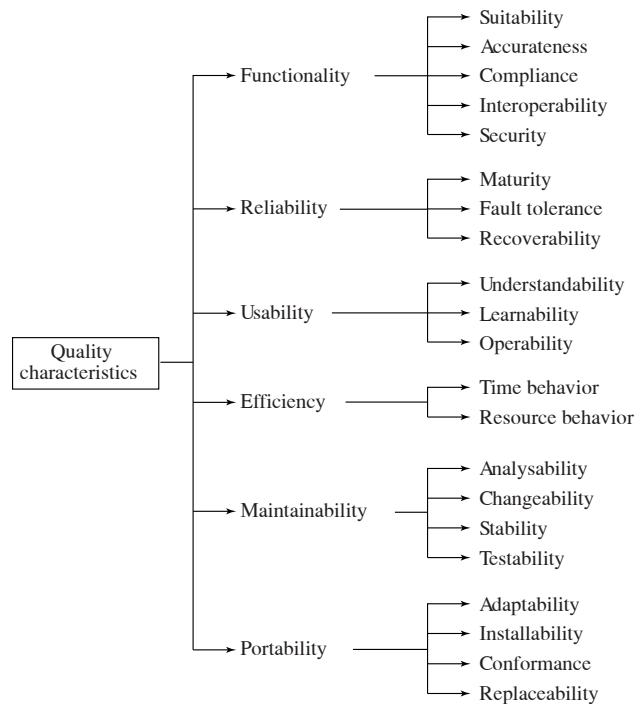 Quality
characteristics
Functionality
Suitability
Accurateness
Compliance
Interoperability
Security
Reliability
Maturity
Fault tolerance
Recoverability
Usability
Understandability
Learnability
Operability
Efficiency
Time behavior
Resource behavior
Maintainability
Analysability
Changeability
Stability
Testability
Portability
Adaptability
Installability
Conformance
Replaceability